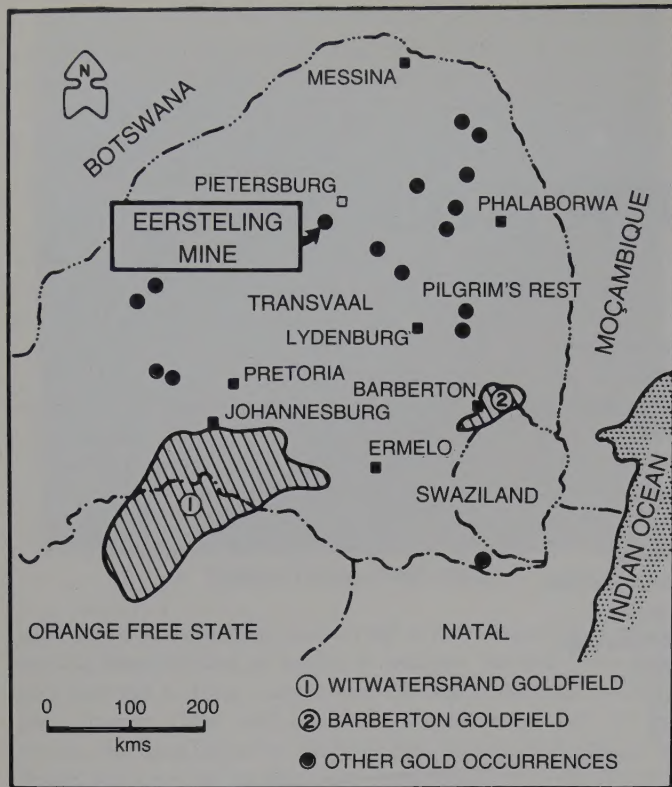 N
MESSINA
BOTSWANA
PIETERSBURG
EERSTELING
MINE
PHALABORWA
MOÇAMBIQUE
TRANSVAAL
PILGRIM'S REST
LYDENBURG
PRETORIA
BARBERTON
2
JOHANNESBURG
ERMELO
SWAZILAND
1
INDIAN OCEAN
ORANGE FREE STATE
NATAL
1 WITWATERSRAND GOLDFIELD
0 100 200
2 BARBERTON GOLDFIELD
kms
OTHER GOLD OCCURRENCES